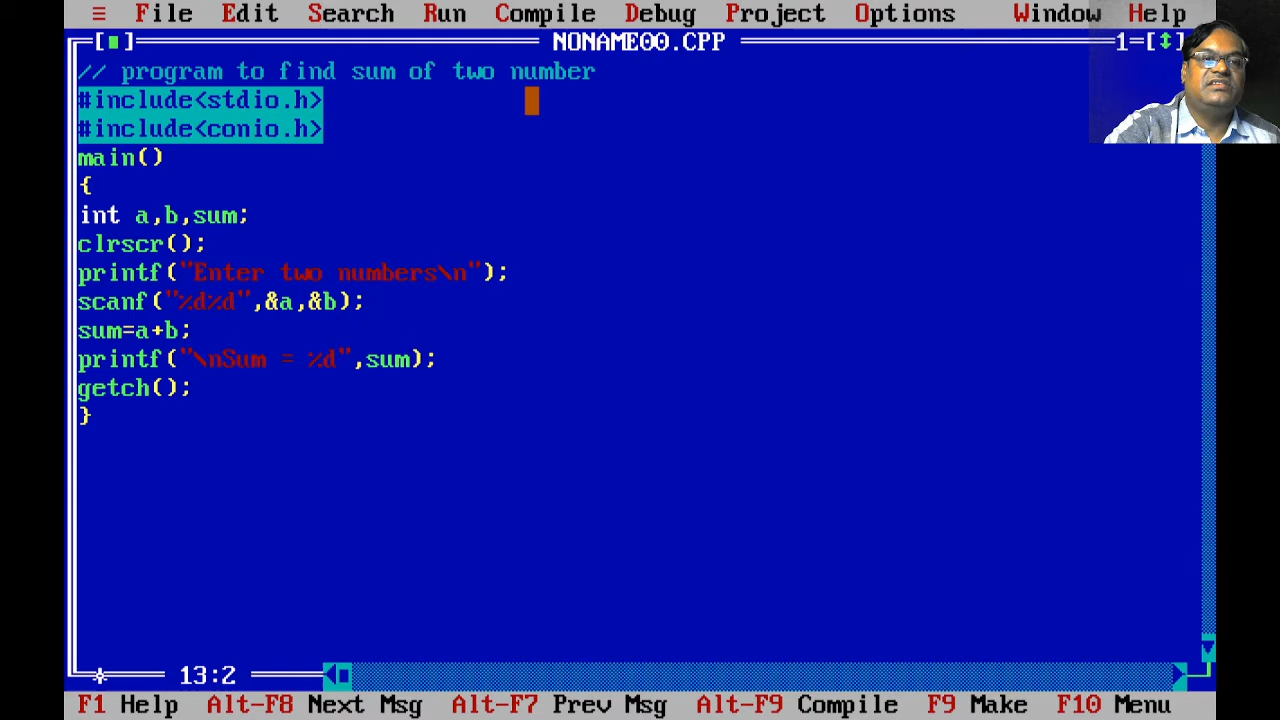 ≡ File Edit Search Run Compile Debug Project Options Window Help
[■] NONAME00.CPP 1=[↕]
// program to find sum of two number
#include<stdio.h>
#include<conio.h>
main()
{
int a,b,sum;
clrscr();
printf("Enter two numbers\n");
scanf("%d%d",&a,&b);
sum=a+b;
printf("\nSum = %d",sum);
getch();
}
13:2
F1 Help Alt-F8 Next Msg Alt-F7 Prev Msg Alt-F9 Compile F9 Make F10 Menu